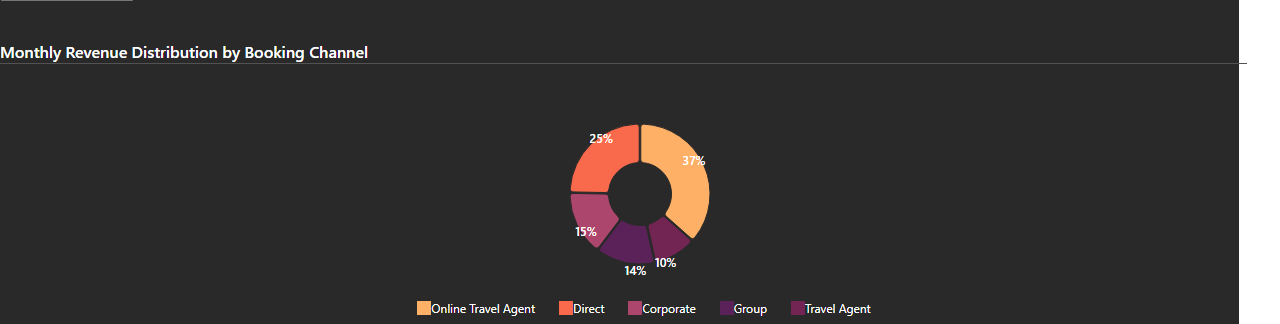 Monthly Revenue Distribution by Booking Channel
25%
37%
15%
14%
10%
Online Travel Agent Direct Corporate Group Travel Agent